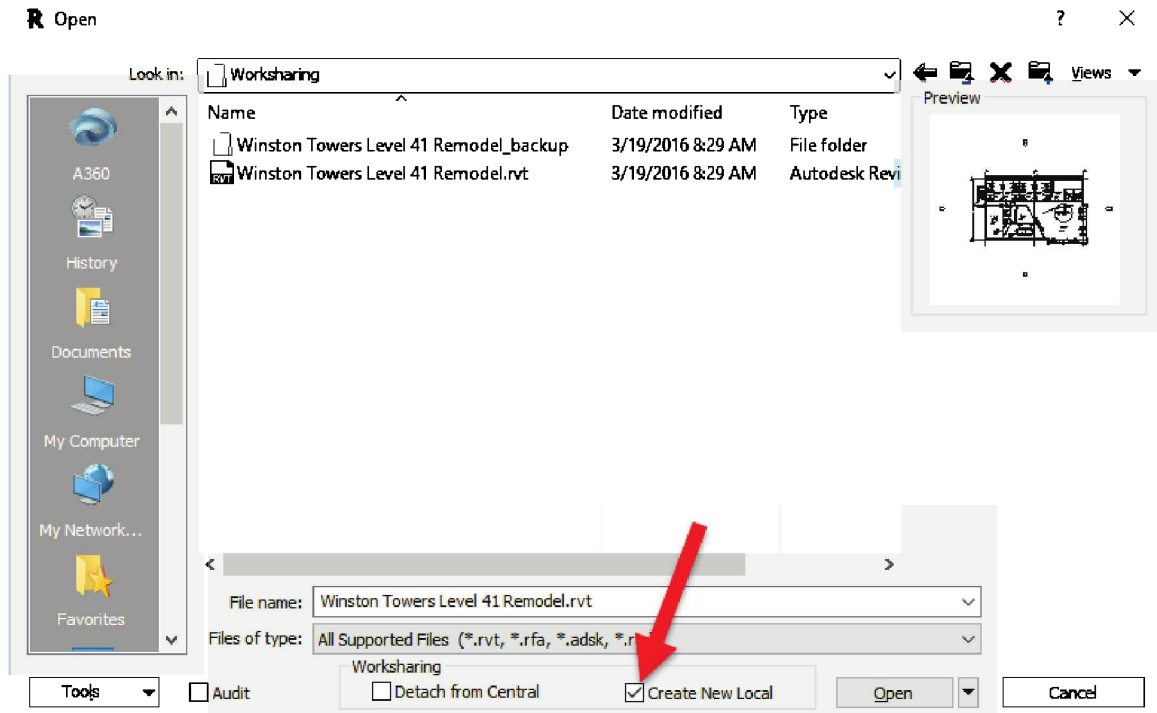 R Open ?
Look in: Worksharing Views
Preview
Name Date modified Type
Winston Towers Level 41 Remodel_backup 3/19/2016 8:29 AM File folder
RVT Winston Towers Level 41 Remodel.rvt 3/19/2016 8:29 AM Autodesk Revi
A360
History
Documents
My Computer
My Network...
Favorites
File name: Winston Towers Level 41 Remodel.rvt
Files of type: All Supported Files (*.rvt, *.rfa, *.adsk,
Worksharing
Tools Audit Detach from Central Create New Local Open Cancel